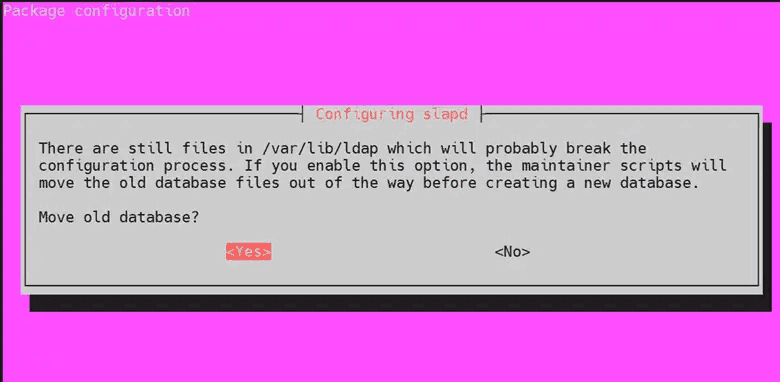 Package configuration
Configuring slapd
There are still files in /var/lib/ldap which will probably break the
configuration process. If you enable this option, the maintainer scripts will
move the old database files out of the way before creating a new database.
Move old database?
<Yes> <No>